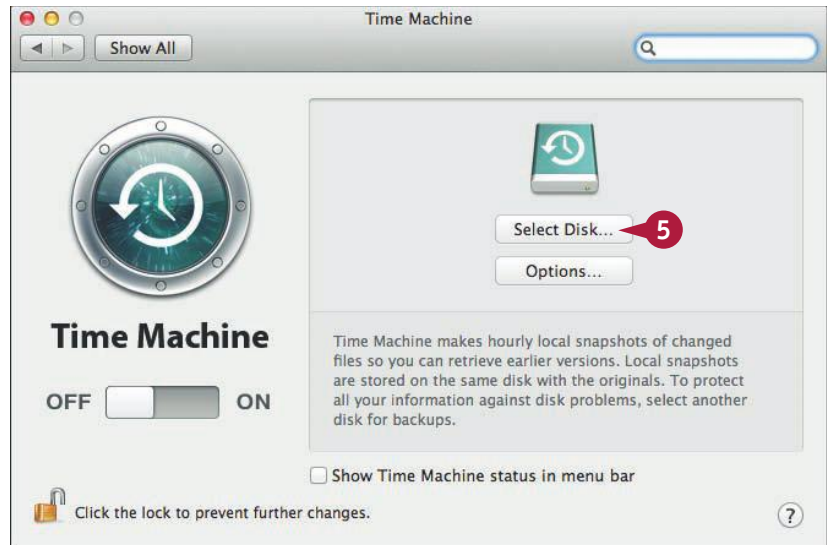 Time Machine
Show All
Select Disk...
5
Options...
Time Machine
OFF ON
Time Machine makes hourly local snapshots of changed
files so you can retrieve earlier versions. Local snapshots
are stored on the same disk with the originals. To protect
all your information against disk problems, select another
disk for backups.
Show Time Machine status in menu bar
Click the lock to prevent further changes.
?